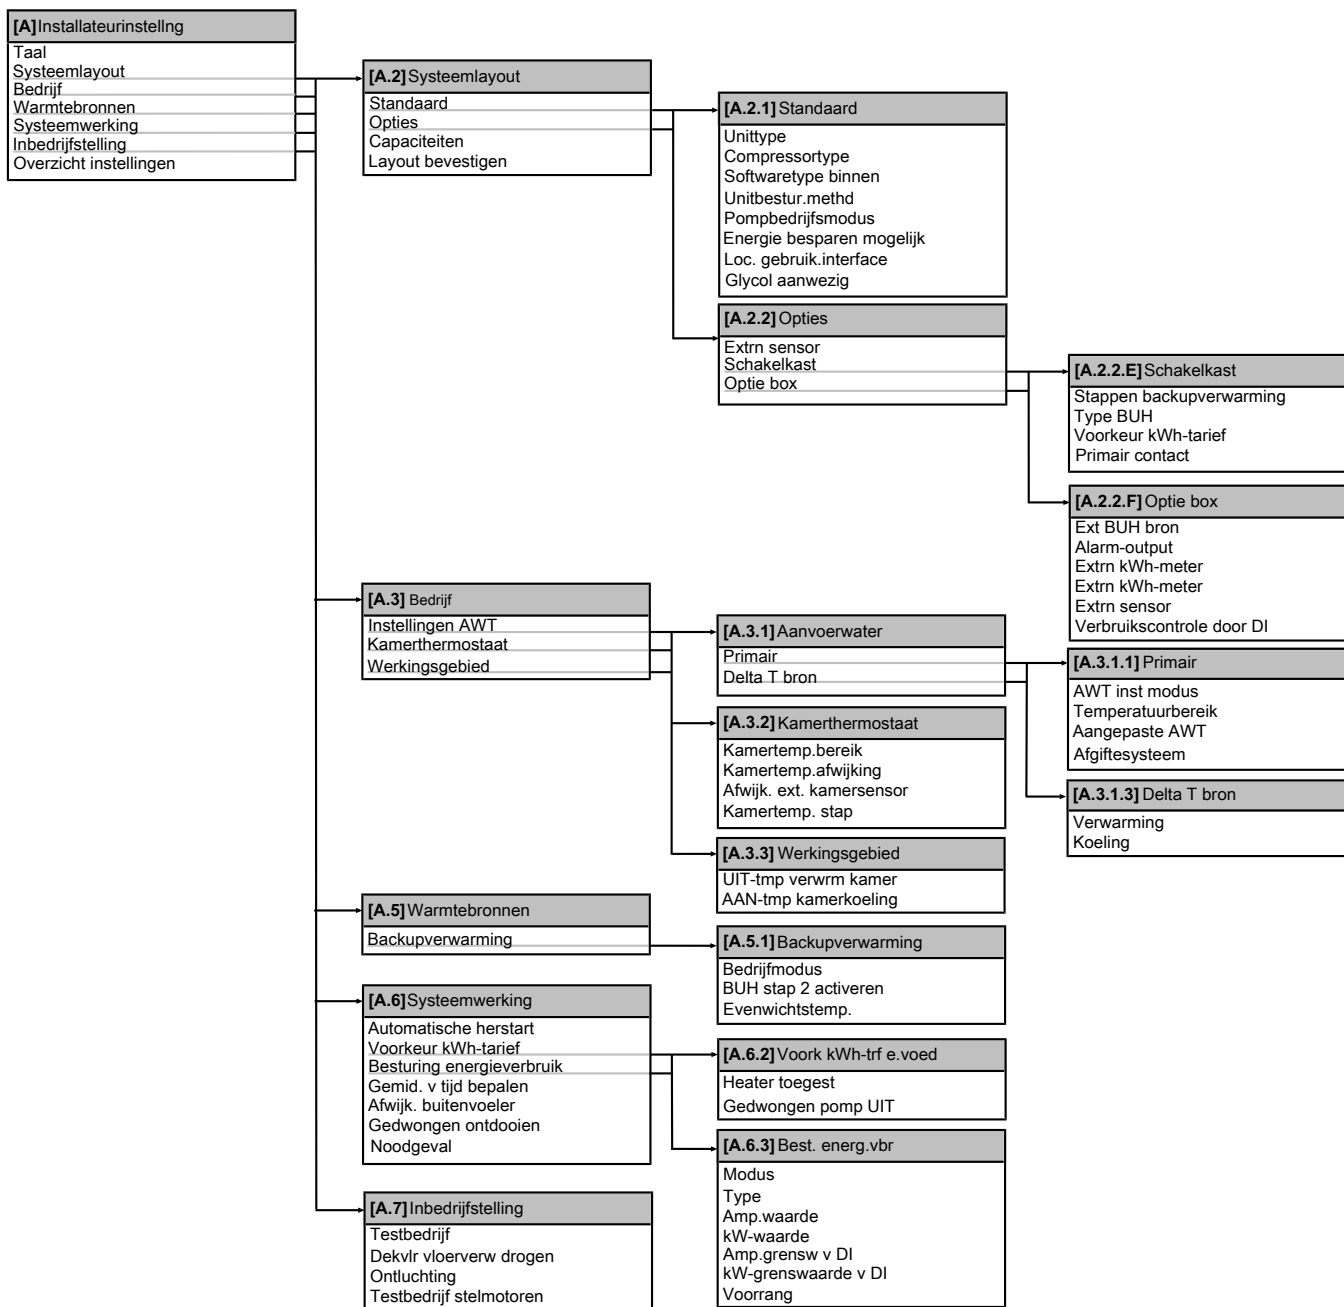 [A]Installateurinstellng
Taal
Systeemlayout
Bedrijf
Warmtebronnen
Systeemwerking
Inbedrijfstelling
Overzicht instellingen
[A.2]Systeemlayout
Standaard
Opties
Capaciteiten
Layout bevestigen
[A.2.1]Standaard
Unittype
Compressortype
Softwaretype binnen
Unitbestur.methd
Pompbedrijfsmodus
Energie besparen mogelijk
Loc. gebruik.interface
Glycol aanwezig
[A.2.2]Opties
Extrn sensor
Schakelkast
Optie box
[A.2.2.E]Schakelkast
Stappen backupverwarming
Type BUH
Voorkeur kWh-tarief
Primair contact
[A.2.2.F]Optie box
Ext BUH bron
Alarm-output
Extrn kWh-meter
Extrn kWh-meter
Extrn sensor
Verbruikscontrole door DI
[A.3] Bedrijf
Instellingen AWT
Kamerthermostaat
Werkingsgebied
[A.3.1]Aanvoerwater
Primair
Delta T bron
[A.3.1.1]Primair
AWT inst modus
Temperatuurbereik
Aangepaste AWT
Afgiftesysteem
[A.3.1.3]Delta T bron
Verwarming
Koeling
[A.3.2]Kamerthermostaat
Kamertemp.bereik
Kamertemp.afwijking
Afwijk. ext. kamersensor
Kamertemp. stap
[A.3.3]Werkingsgebied
UIT-tmp verwrm kamer
AAN-tmp kamerkoeling
[A.5]Warmtebronnen
Backupverwarming
[A.5.1]Backupverwarming
Bedrijfmodus
BUH stap 2 activeren
Evenwichtstemp.
[A.6]Systeemwerking
Automatische herstart
Voorkeur kWh-tarief
Besturing energieverbruik
Gemid. v tijd bepalen
Afwijk. buitenvoeler
Gedwongen ontdooien
Noodgeval
[A.6.2]Voork kWh-trf e.voed
Heater toegest
Gedwongen pomp UIT
[A.6.3]Best. energ.vbr
Modus
Type
Amp.waarde
kW-waarde
Amp.grensw v DI
kW-grenswaarde v DI
Voorrang
[A.7]Inbedrijfstelling
Testbedrijf
Dekvlr vloerverw drogen
Ontluchting
Testbedrijf stelmotoren